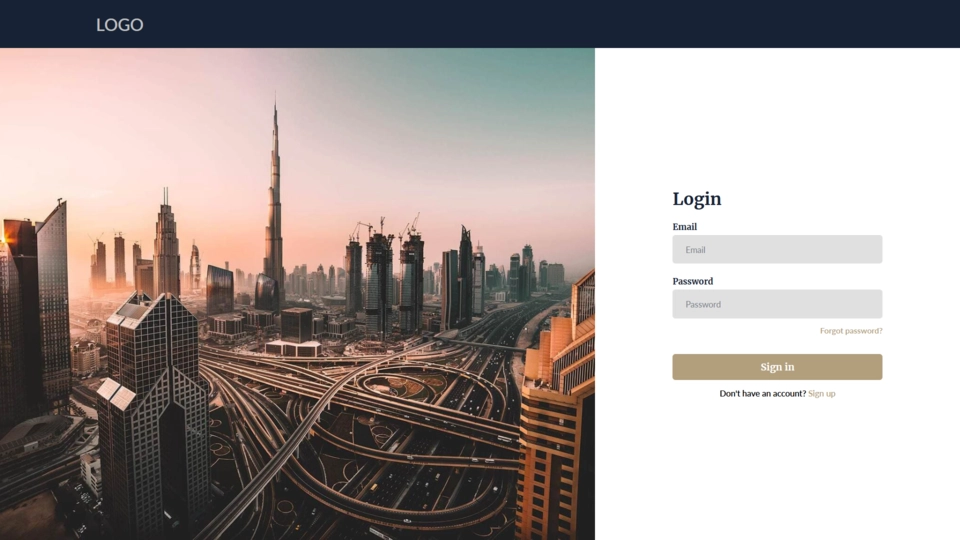 LOGO
Login
Email
Email
Password
Password
Forgot password?
Sign in
Don't have an account? Sign up